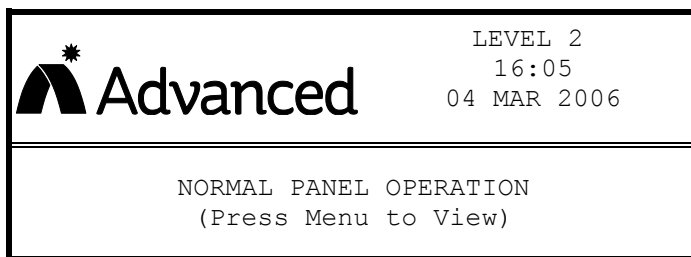 Advanced
LEVEL 2
16:05
04 MAR 2006
NORMAL PANEL OPERATION
(Press Menu to View)